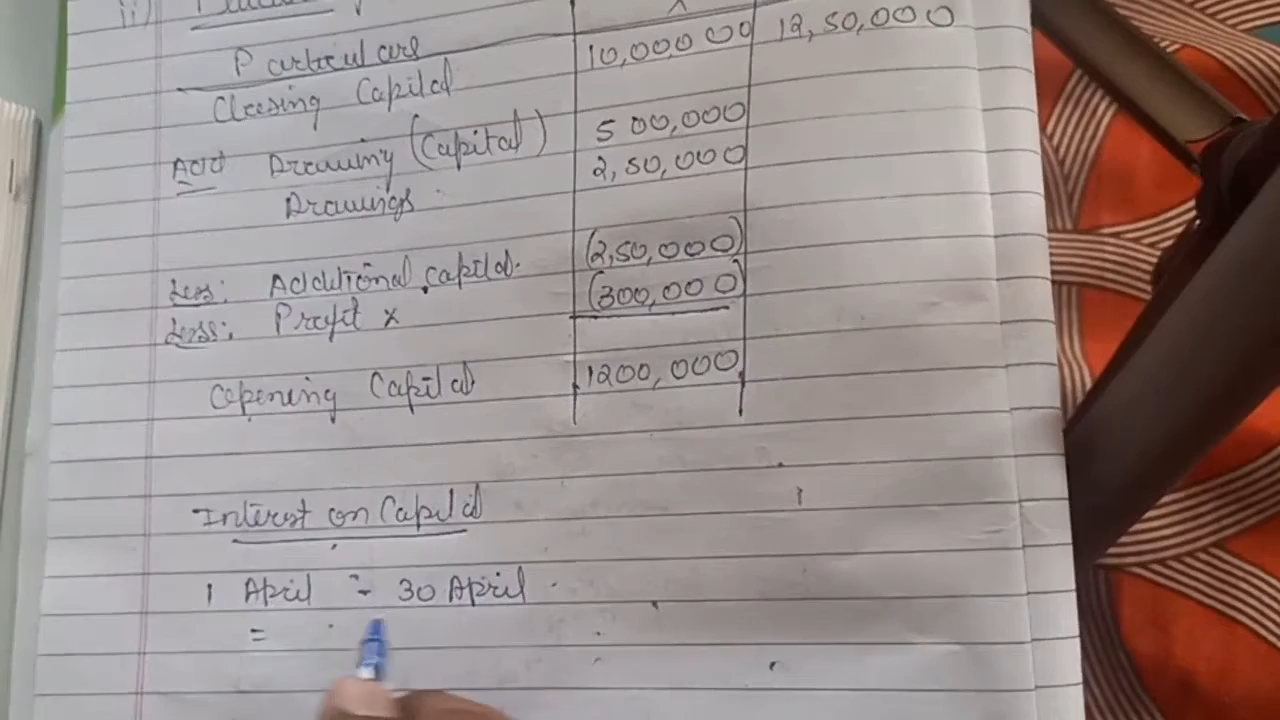 ii)
Particulars
10,000,00 12,50,000
Closing Capital
Add Drawing (Capital) 500,000
Drawings 2,50,000
Less: Additional capital. (2,50,000)
Less: Profit x (300,000)
Opening Capital 1200,000
Interest on Capital
1 April - 30 April
=